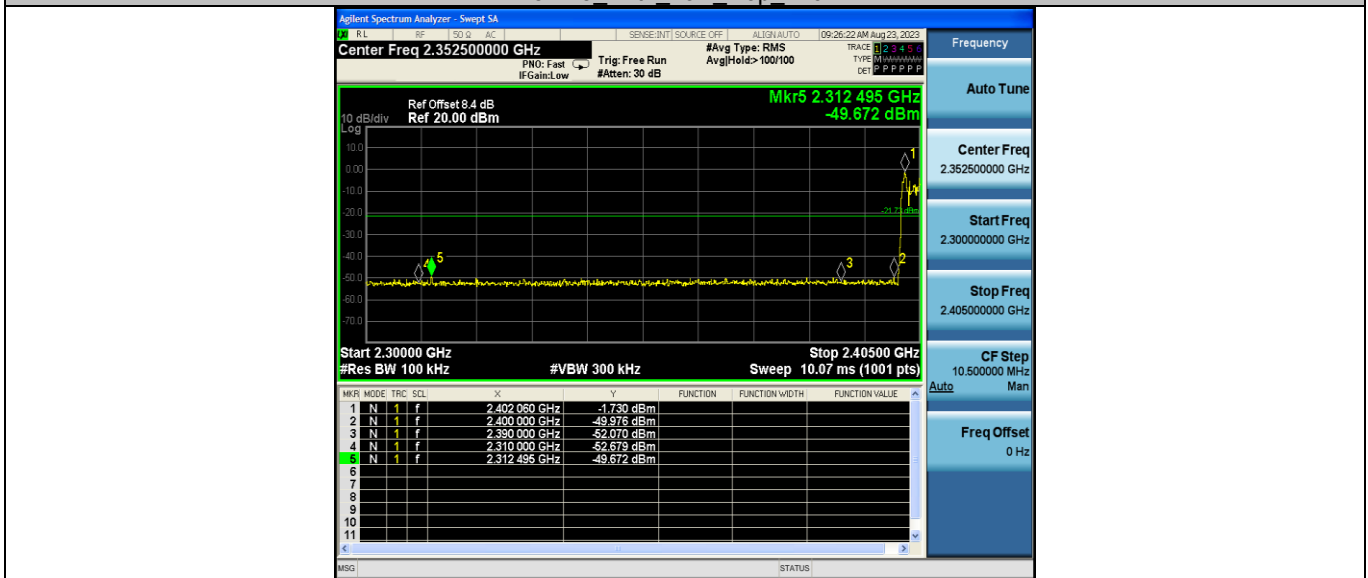 Agilent Spectrum Analyzer - Swept SA
RL RF 50 Ω AC SENSE:INT SOURCE OFF ALIGN AUTO 09:26:22 AM Aug 23, 2023
Center Freq 2.352500000 GHz
PNO: Fast
IFGain:Low
Trig: Free Run
#Atten: 30 dB
#Avg Type: RMS
Avg|Hold:>100/100
TRACE 1 2 3 4 5 6
TYPE M
DET P P P P P P
Ref Offset 8.4 dB
Ref 20.00 dBm
10 dB/div
Log
Mkr5 2.312 495 GHz
-49.672 dBm
10.0
0.00
-10.0
-20.0
-30.0
-40.0
-50.0
-60.0
-70.0
1
-21.73 dBm
4 5 3 2
Start 2.30000 GHz Stop 2.40500 GHz
#Res BW 100 kHz #VBW 300 kHz Sweep 10.07 ms (1001 pts)
MKR MODE TRC SCL X Y FUNCTION FUNCTION WIDTH FUNCTION VALUE
1 N 1 f 2.402 060 GHz -1.730 dBm
2 N 1 f 2.400 000 GHz -49.976 dBm
3 N 1 f 2.390 000 GHz -52.070 dBm
4 N 1 f 2.310 000 GHz -52.679 dBm
5 N 1 f 2.312 495 GHz -49.672 dBm
6
7
8
9
10
11
MSG STATUS
Frequency
Auto Tune
Center Freq
2.352500000 GHz
Start Freq
2.300000000 GHz
Stop Freq
2.405000000 GHz
CF Step
10.500000 MHz
Auto Man
Freq Offset
0 Hz